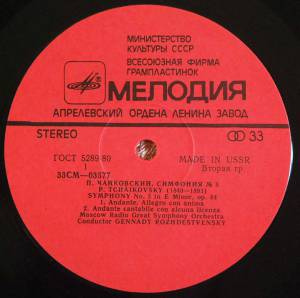 МИНИСТЕРСТВО
КУЛЬТУРЫ СССР
ВСЕСОЮЗНАЯ ФИРМА
ГРАМПЛАСТИНОК
МЕЛОДИЯ
АПРЕЛЕВСКИЙ ОРДЕНА ЛЕНИНА ЗАВОД
STEREO 33
ГОСТ 5289-80 MADE IN USSR
1 Вторая гр.
33СМ—03577
П. ЧАЙКОВСКИЙ, СИМФОНИЯ № 5
P. TCHAIKOVSKY (1840—1893)
SYMPHONY No. 5 in E Minor, op. 64
1. Andante. Allegro con anima
2. Andante cantabile con alcuna licenza
Moscow Radio Great Symphony Orchestra
Conductor GENNADY ROZHDESTVENSKY